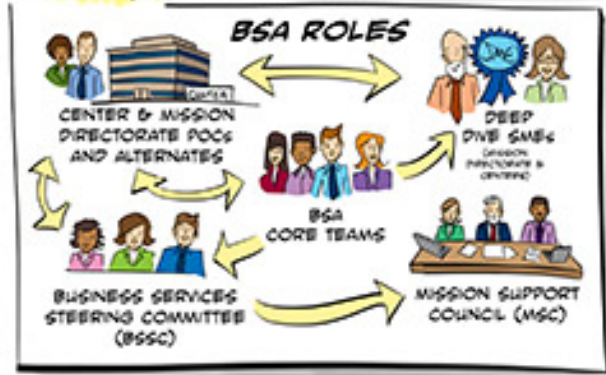 BSA ROLES
CENTER
CENTER & MISSION
DIRECTORATE POCS
AND ALTERNATES
DEEP
DIVE SMEs
(MISSION
DIRECTORATE &
CENTERS)
BSA
CORE TEAMS
BUSINESS SERVICES
STEERING COMMITTEE
(BSSC)
MISSION SUPPORT
COUNCIL (MSC)